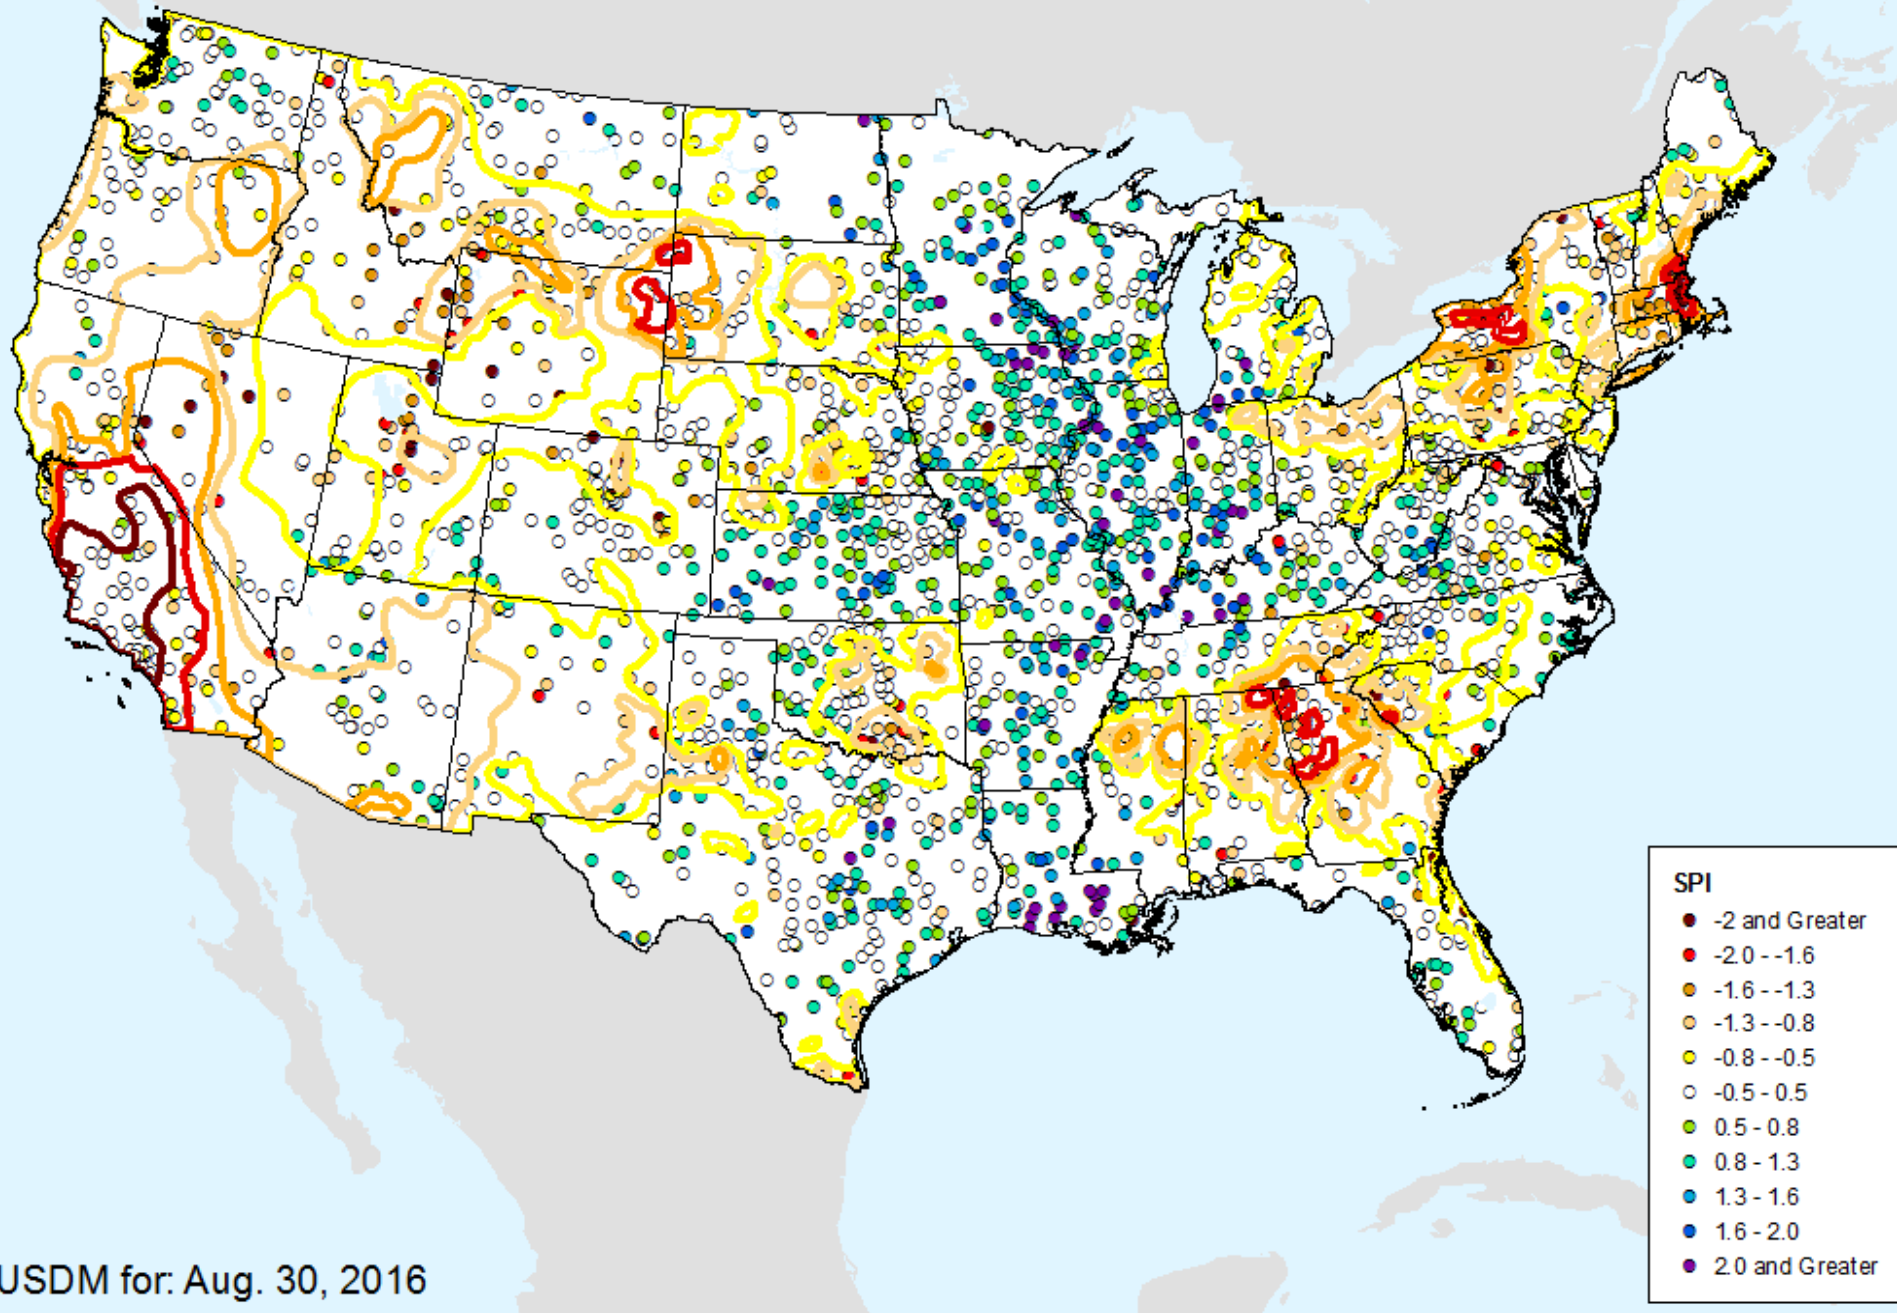 SPI
-2 and Greater
-2.0 - -1.6
-1.6 - -1.3
-1.3 - -0.8
-0.8 - -0.5
-0.5 - 0.5
0.5 - 0.8
0.8 - 1.3
1.3 - 1.6
1.6 - 2.0
2.0 and Greater
USDM for: Aug. 30, 2016